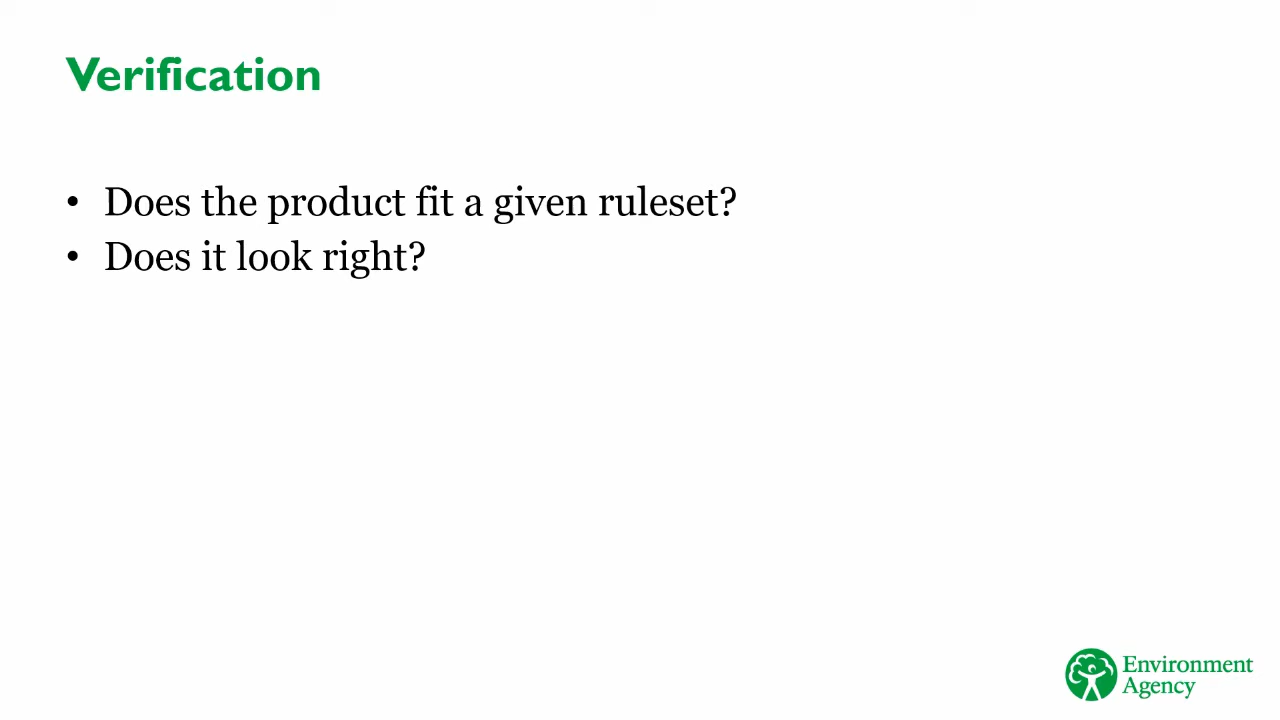 Verification
• Does the product fit a given ruleset?
• Does it look right?
Environment
Agency